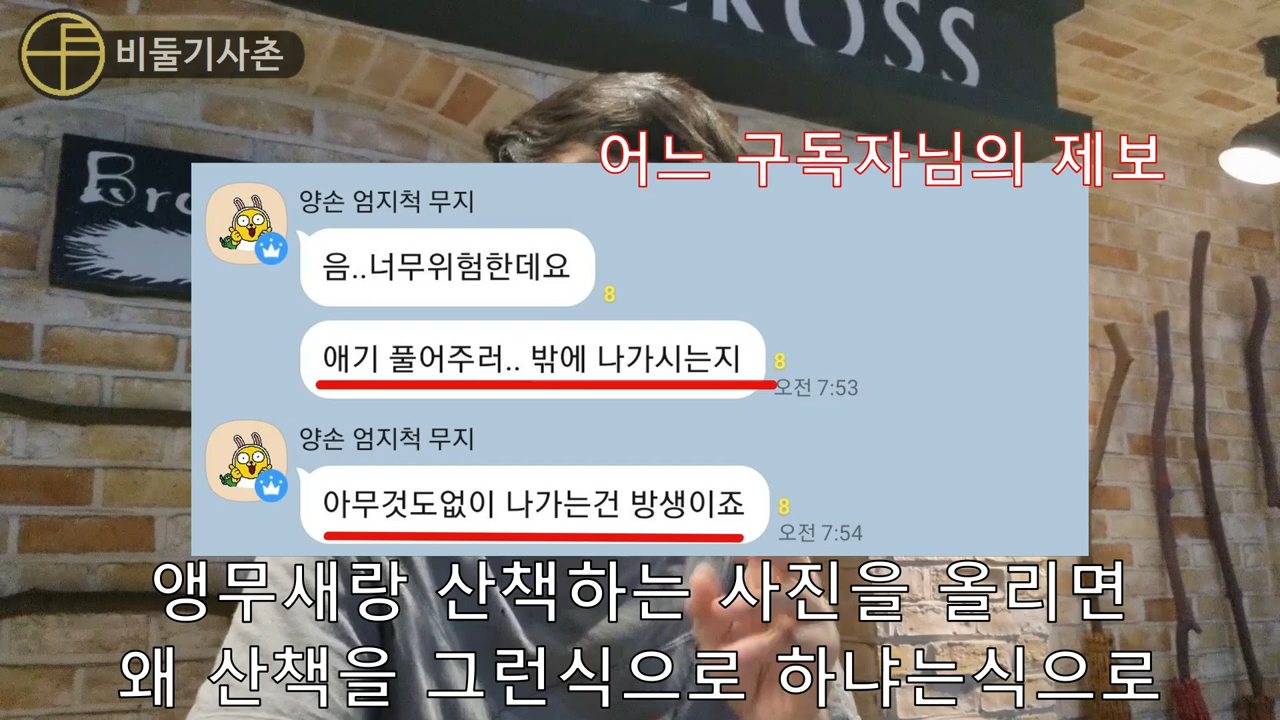 비둘기사촌
ROSS
Bro
어느 구독자님의 제보
양손 엄지척 무지
음..너무위험한데요
8
애기 풀어주러.. 밖에 나가시는지
8
오전 7:53
양손 엄지척 무지
아무것도없이 나가는건 방생이죠
8
오전 7:54
앵무새랑 산책하는 사진을 올리면
왜 산책을 그런식으로 하냐는식으로